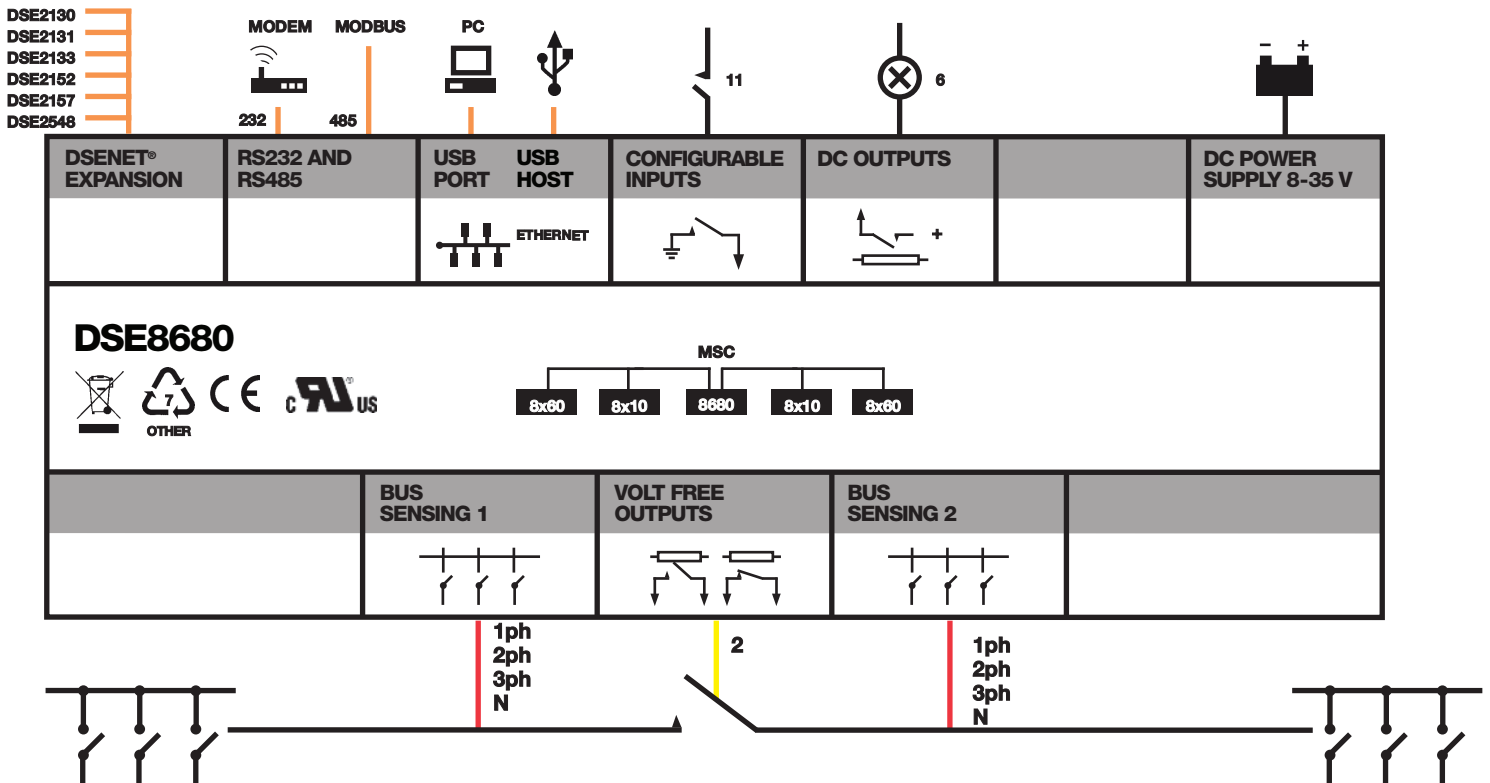 DSE2130
DSE2131
DSE2133
DSE2152
DSE2157
DSE2548
MODEM
MODBUS
PC
232
485
11
6
- +
DSENET®
EXPANSION
RS232 AND
RS485
USB
PORT
USB
HOST
CONFIGURABLE
INPUTS
DC OUTPUTS
DC POWER
SUPPLY 8-35 V
ETHERNET
+
DSE8680
7
OTHER
CE
c RU® US
MSC
8x60
8x10
8680
8x10
8x60
BUS
SENSING 1
VOLT FREE
OUTPUTS
BUS
SENSING 2
1ph
2ph
3ph
N
2
1ph
2ph
3ph
N